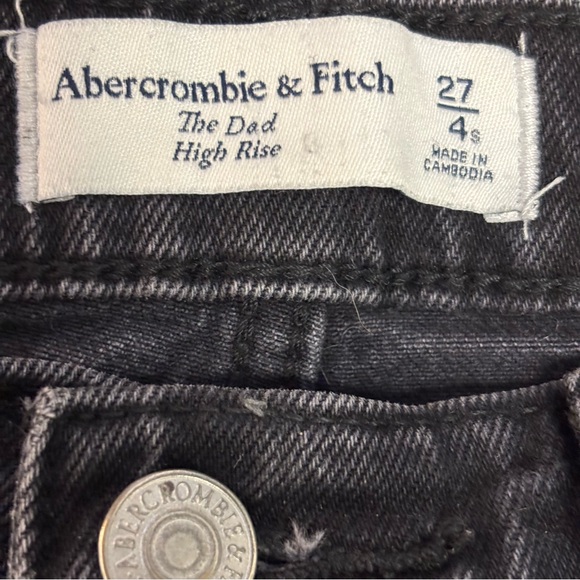 Abercrombie & Fitch
The Dad
High Rise
27
4s
MADE IN
CAMBODIA
ABERCROMBIE &